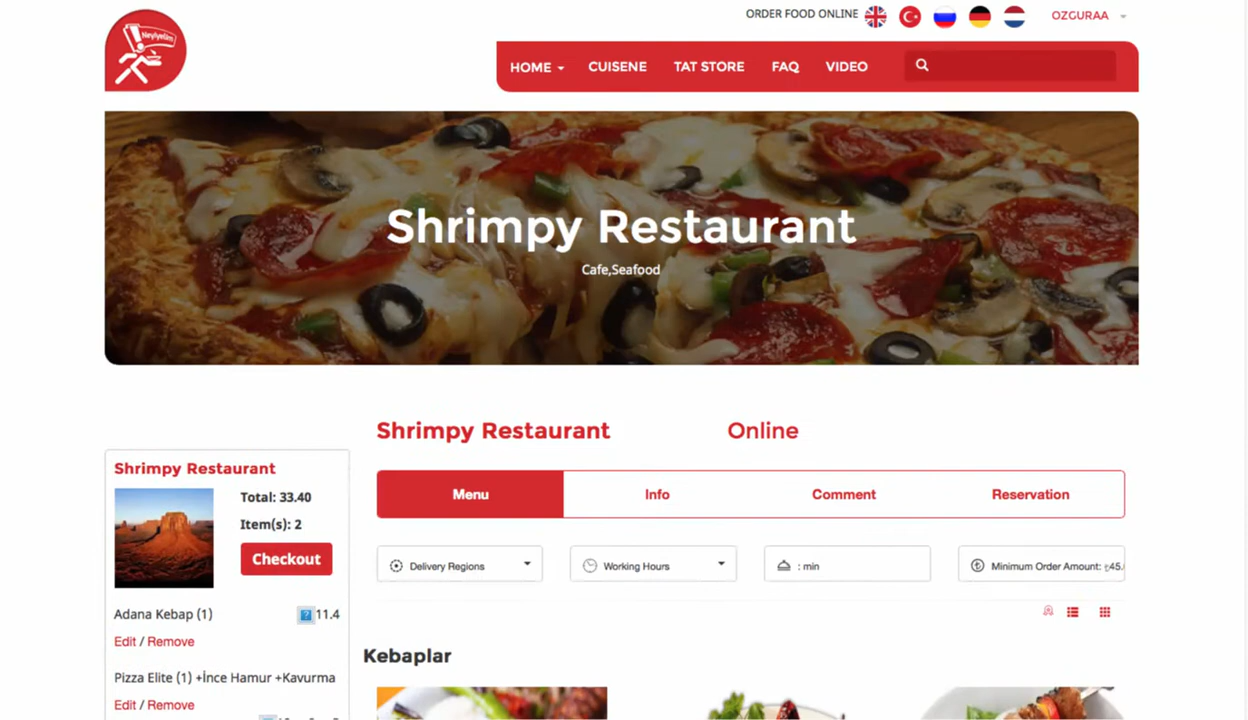 ORDER FOOD ONLINE
OZGURAA
Neyiyelim
HOME
CUISENE
TAT STORE
FAQ
VIDEO
Shrimpy Restaurant
Cafe,Seafood
Shrimpy Restaurant
Online
Shrimpy Restaurant
Total: 33.40
Item(s): 2
Checkout
Adana Kebap (1)
11.4
Edit / Remove
Pizza Elite (1) +İnce Hamur +Kavurma
Edit / Remove
Menu
Info
Comment
Reservation
Delivery Regions
Working Hours
: min
Minimum Order Amount: ₺45.
Kebaplar